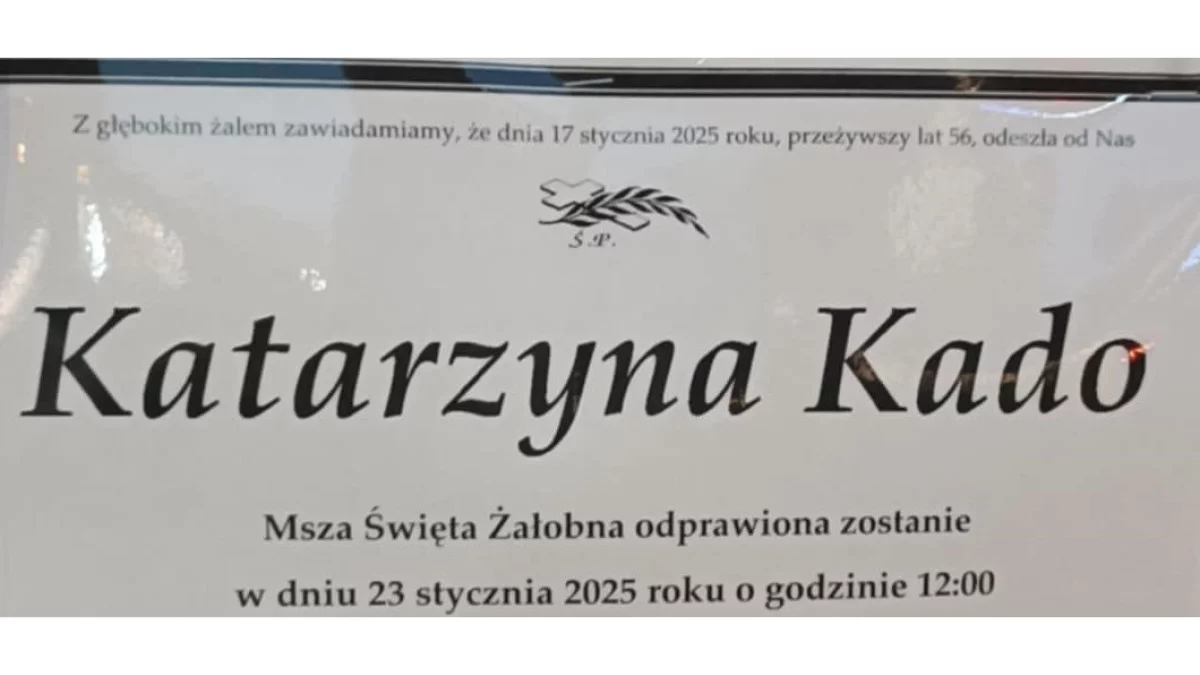 Z głębokim żalem zawiadamiamy, że dnia 17 stycznia 2025 roku, przeżywszy lat 56, odeszła od Nas
Ś.P.
Katarzyna Kado
Msza Święta Żałobna odprawiona zostanie
w dniu 23 stycznia 2025 roku o godzinie 12:00